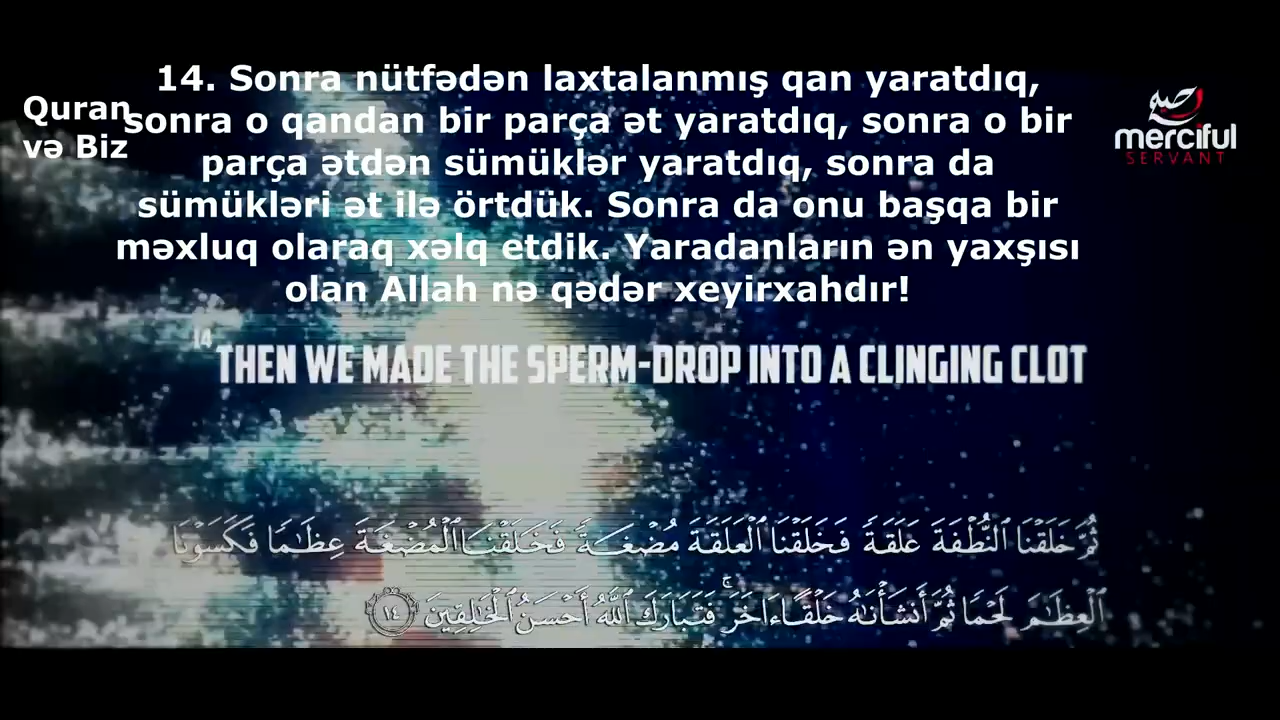 14. Sonra nütfədən laxtalanmış qan yaratdıq,
sonra o qandan bir parça ət yaratdıq, sonra o bir
parça ətdən sümüklər yaratdıq, sonra da
sümükləri ət ilə örtdük. Sonra da onu başqa bir
məxluq olaraq xəlq etdik. Yaradanların ən yaxşısı
olan Allah nə qədər xeyirxahdır!
Quran
və Biz
merciful
SERVANT
14 THEN WE MADE THE SPERM-DROP INTO A CLINGING CLOT
ثُمَّ خَلَقْنَا ٱلنُّطْفَةَ عَلَقَةً فَخَلَقْنَا ٱلْعَلَقَةَ مُضْغَةً فَخَلَقْنَا ٱلْمُضْغَةَ عِظَٰمًا فَكَسَوْنَا
ٱلْعِظَٰمَ لَحْمًا ثُمَّ أَنشَأْنَٰهُ خَلْقًا ءَاخَرَ ۚ فَتَبَارَكَ ٱللَّهُ أَحْسَنُ ٱلْخَٰلِقِينَ ١٤